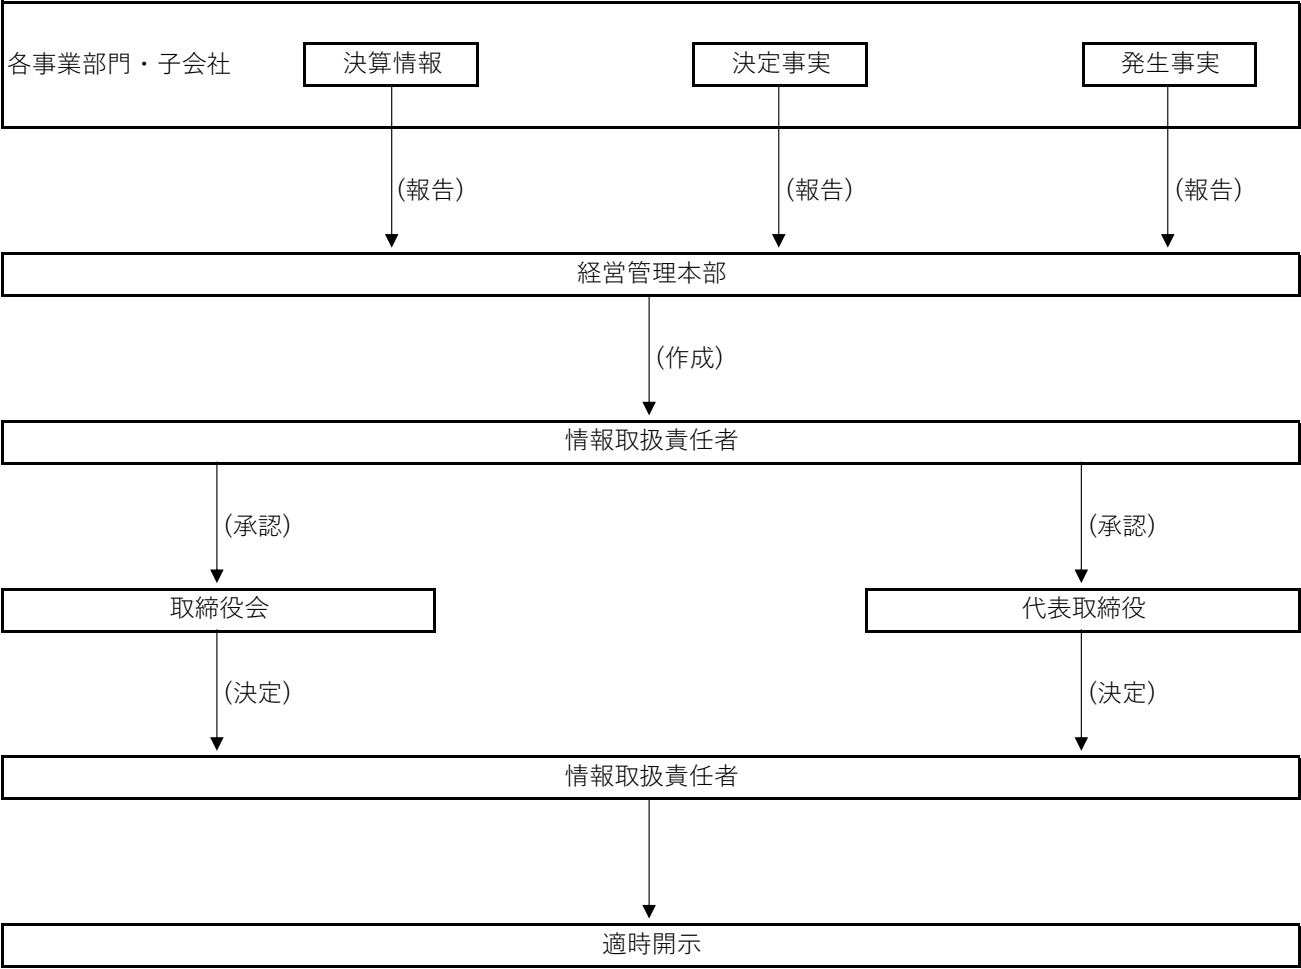 各事業部門・子会社
決算情報
決定事実
発生事実
(報告)
(報告)
(報告)
経営管理本部
(作成)
情報取扱責任者
(承認)
(承認)
取締役会
代表取締役
(決定)
(決定)
情報取扱責任者
適時開示